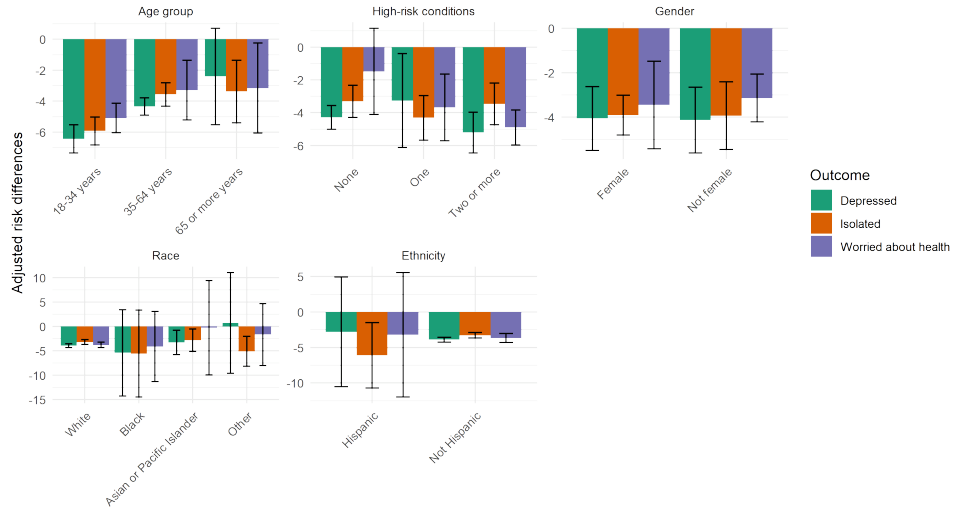 Age group
High-risk conditions
Gender
0
-2
-4
-6
0
-2
-4
-6
0
-2
-4
18-34 years
35-64 years
65 or more years
None
One
Two or more
Female
Not female
Adjusted risk differences
Outcome
Depressed
Isolated
Worried about health
Race
Ethnicity
10
5
0
-5
-10
-15
5
0
-5
-10
White
Black
Asian or Pacific Islander
Other
Hispanic
Not Hispanic